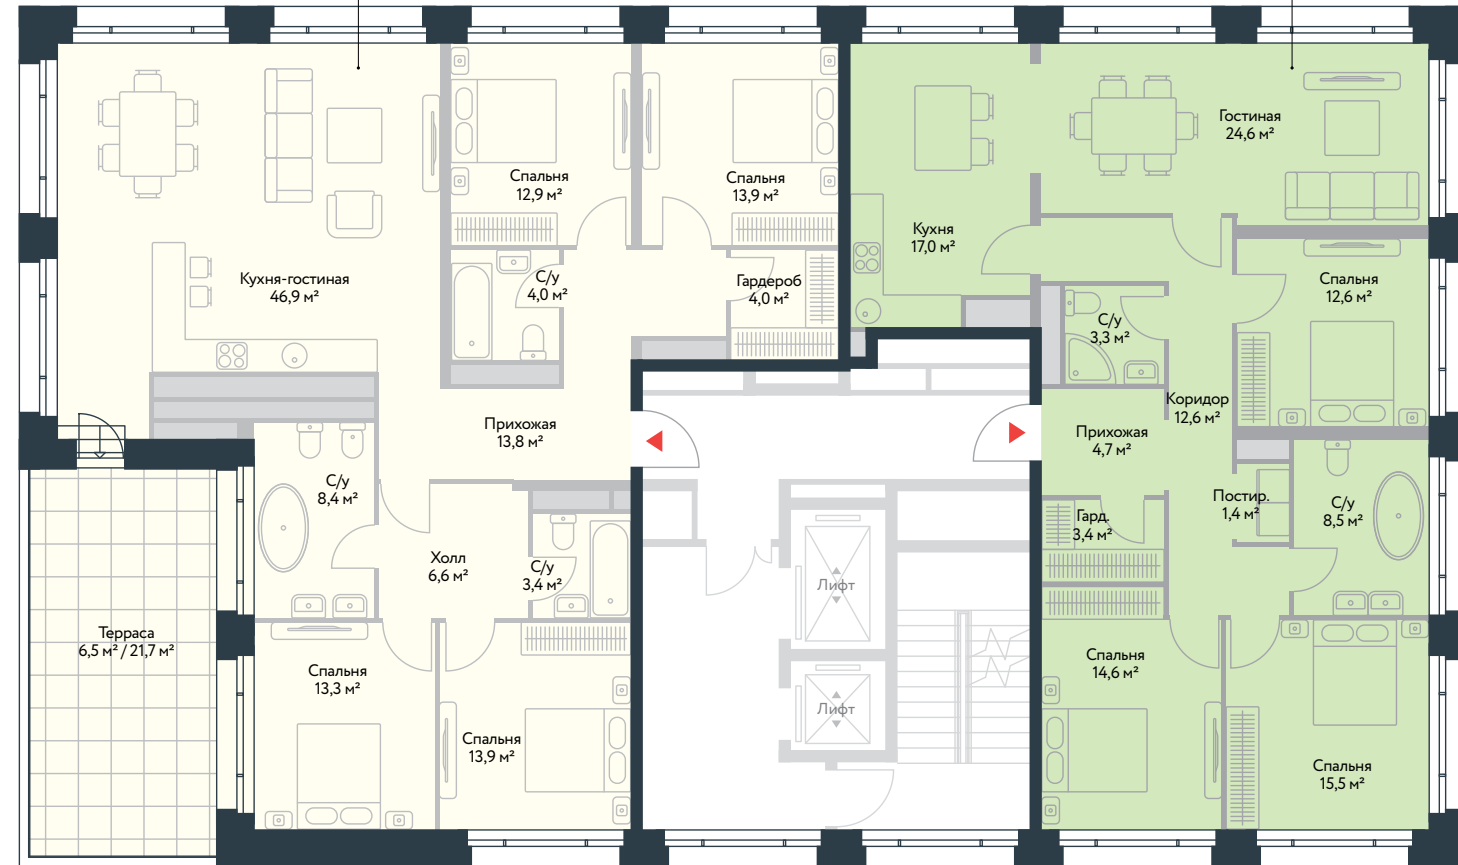 Гостиная
24,6 м²
Спальня
12,9 м²
Спальня
13,9 м²
Кухня
17,0 м²
Кухня-гостиная
46,9 м²
С/у
4,0 м²
Гардероб
4,0 м²
Спальня
12,6 м²
С/у
3,3 м²
Прихожая
13,8 м²
Прихожая
4,7 м²
Коридор
12,6 м²
С/у
8,4 м²
Постир.
1,4 м²
С/у
8,5 м²
Гард.
3,4 м²
Холл
6,6 м²
С/у
3,4 м²
Лифт
Терраса
6,5 м² / 21,7 м²
Спальня
13,3 м²
Спальня
14,6 м²
Лифт
Спальня
13,9 м²
Спальня
15,5 м²